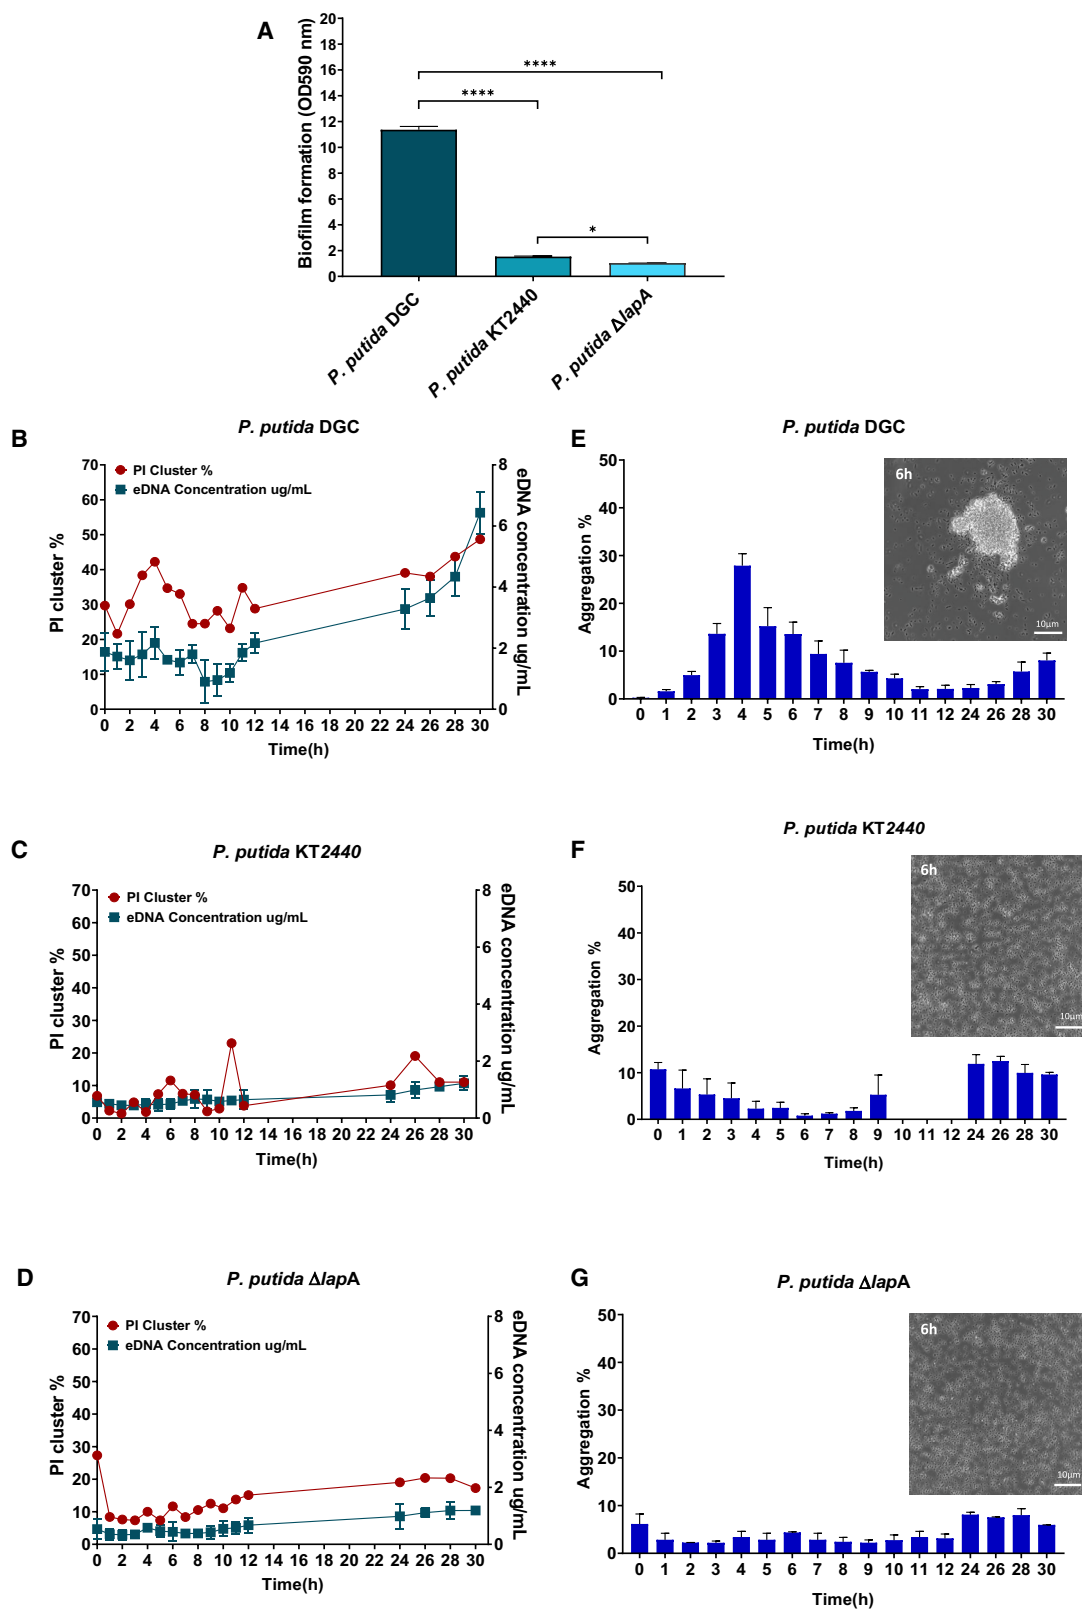 A
Biofilm formation (OD590 nm)
20
18
16
14
12
10
8
6
4
2
0
****
****
*
P. putida DGC
P. putida KT2440
P. putida ΔlapA
B
P. putida DGC
PI Cluster %
eDNA Concentration ug/mL
PI cluster %
70
60
50
40
30
20
10
0
8
6
4
2
0
eDNA concentration ug/mL
0 2 4 6 8 10 12 14 16 18 20 22 24 26 28 30
Time(h)
E
P. putida DGC
Aggregation %
50
40
30
20
10
0
6h
10μm
0 1 2 3 4 5 6 7 8 9 10 11 12 24 26 28 30
Time(h)
C
P. putida KT2440
PI Cluster %
eDNA Concentration ug/mL
PI cluster %
70
60
50
40
30
20
10
0
8
6
4
2
0
eDNA concentration ug/mL
0 2 4 6 8 10 12 14 16 18 20 22 24 26 28 30
Time(h)
F
P. putida KT2440
Aggregation %
50
40
30
20
10
0
6h
10μm
0 1 2 3 4 5 6 7 8 9 10 11 12 24 26 28 30
Time(h)
D
P. putida ΔlapA
PI Cluster %
eDNA Concentration ug/mL
PI cluster %
70
60
50
40
30
20
10
0
8
6
4
2
0
eDNA concentration ug/mL
0 2 4 6 8 10 12 14 16 18 20 22 24 26 28 30
Time(h)
G
P. putida ΔlapA
Aggregation %
50
40
30
20
10
0
6h
10μm
0 1 2 3 4 5 6 7 8 9 10 11 12 24 26 28 30
Time(h)